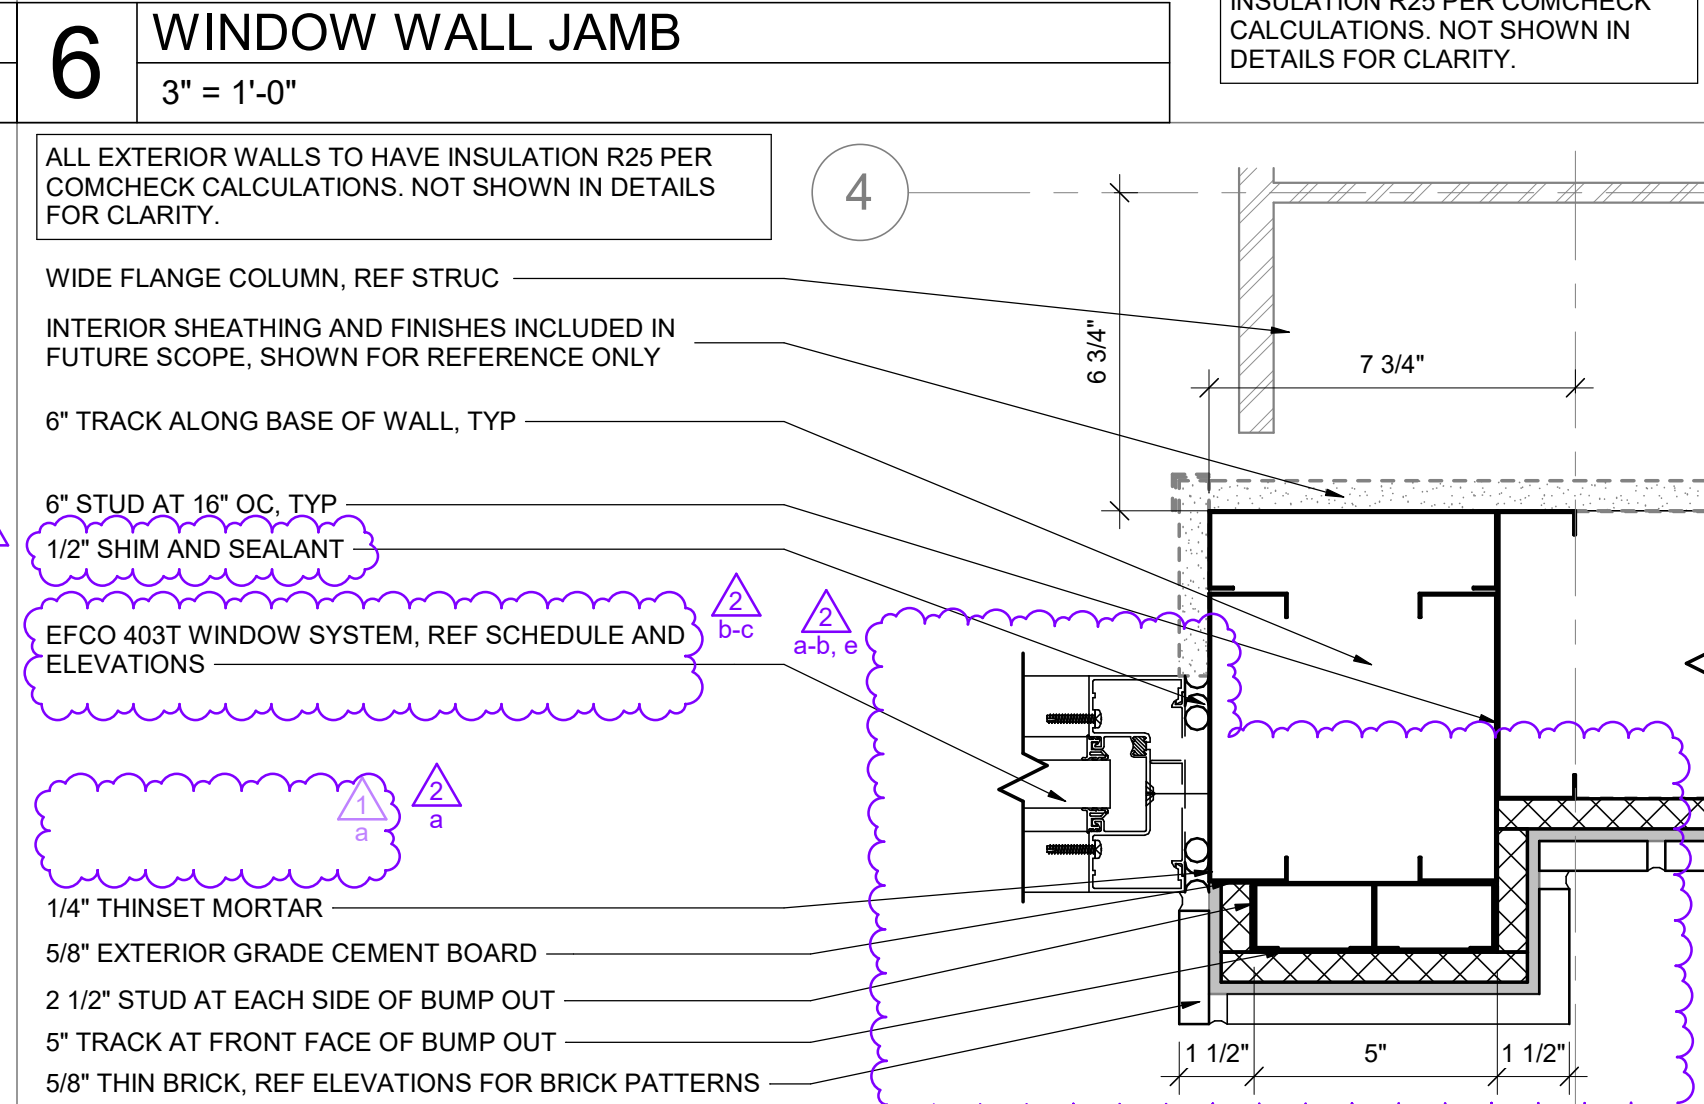 INSULATION R25 PER COMCHECK
CALCULATIONS. NOT SHOWN IN
DETAILS FOR CLARITY.
6
WINDOW WALL JAMB
3" = 1'-0"
ALL EXTERIOR WALLS TO HAVE INSULATION R25 PER
COMCHECK CALCULATIONS. NOT SHOWN IN DETAILS
FOR CLARITY.
4
WIDE FLANGE COLUMN, REF STRUC
INTERIOR SHEATHING AND FINISHES INCLUDED IN
FUTURE SCOPE, SHOWN FOR REFERENCE ONLY
6 3/4"
7 3/4"
6" TRACK ALONG BASE OF WALL, TYP
6" STUD AT 16" OC, TYP
1/2" SHIM AND SEALANT
2
b-c
2
a-b, e
EFCO 403T WINDOW SYSTEM, REF SCHEDULE AND
ELEVATIONS
1
a
2
a
1/4" THINSET MORTAR
5/8" EXTERIOR GRADE CEMENT BOARD
2 1/2" STUD AT EACH SIDE OF BUMP OUT
5" TRACK AT FRONT FACE OF BUMP OUT
5/8" THIN BRICK, REF ELEVATIONS FOR BRICK PATTERNS
1 1/2"
5"
1 1/2"